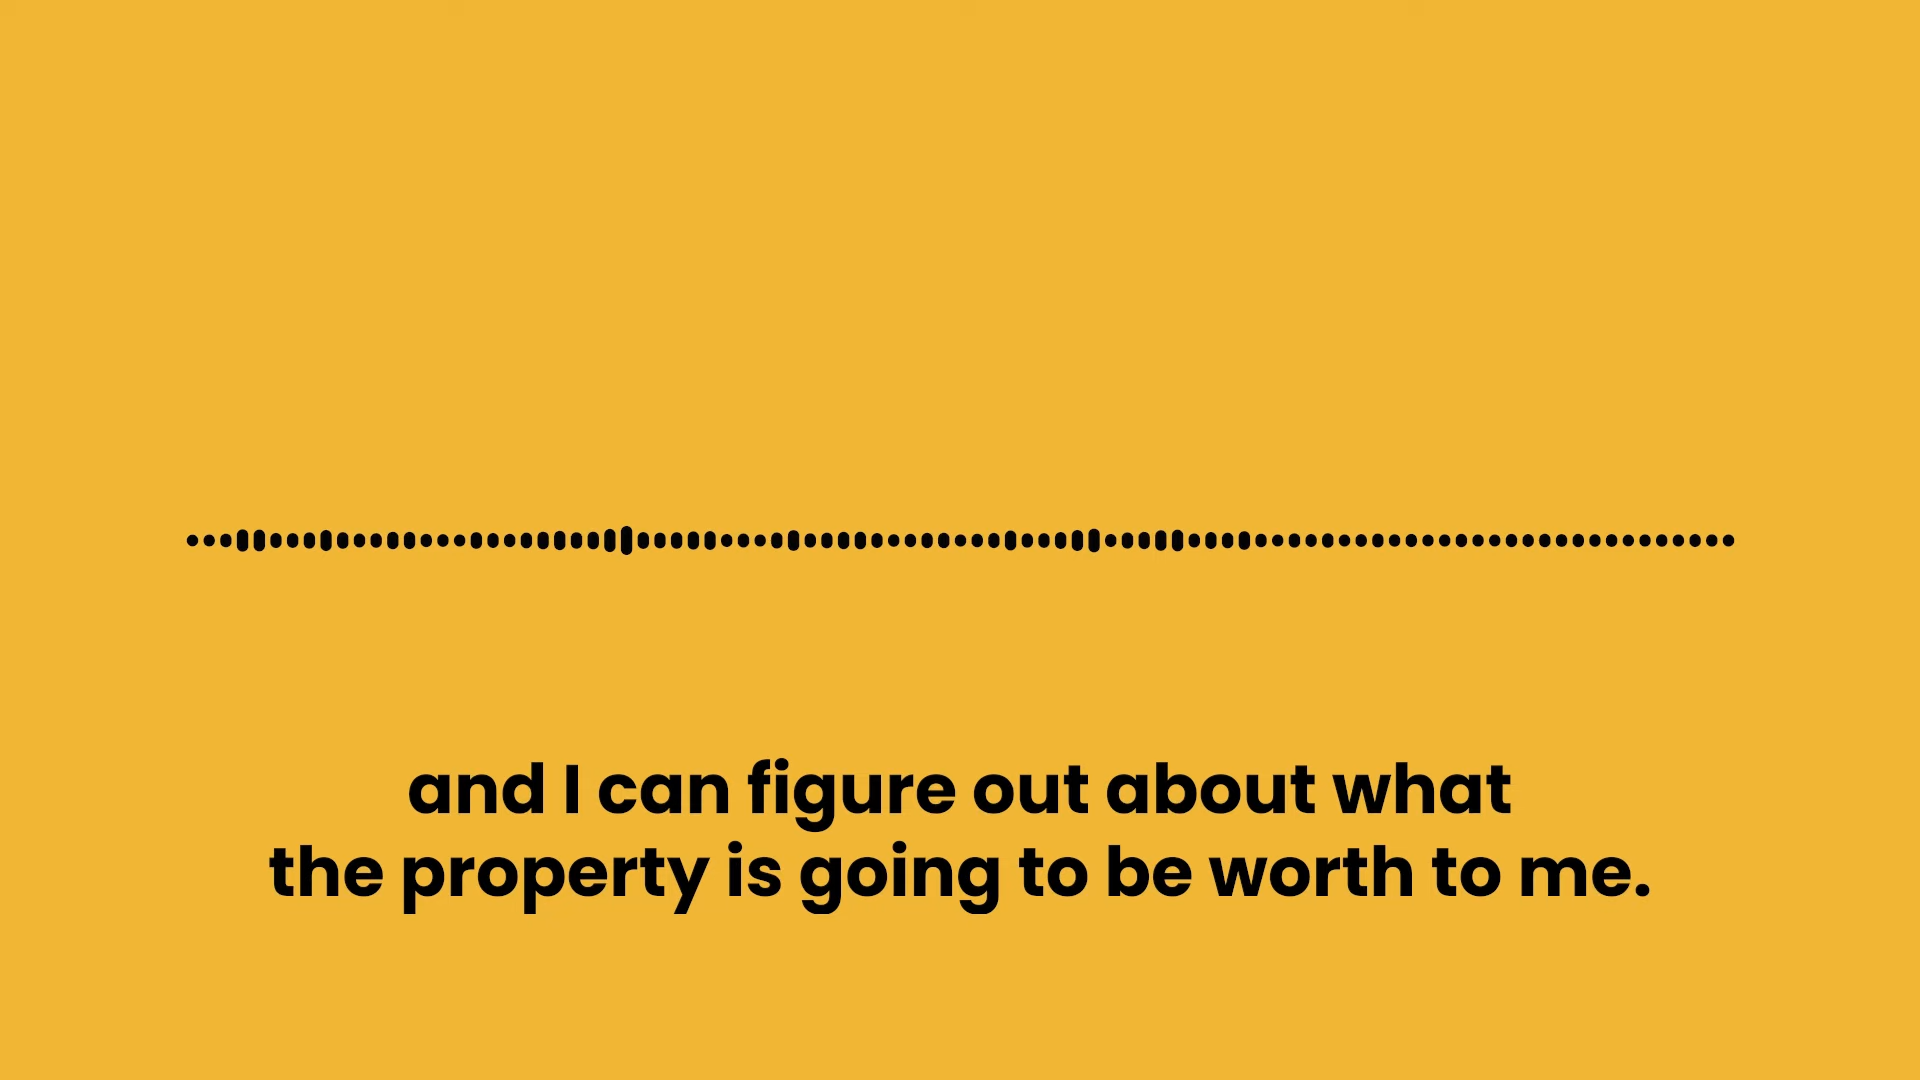 and I can figure out about what
the property is going to be worth to me.